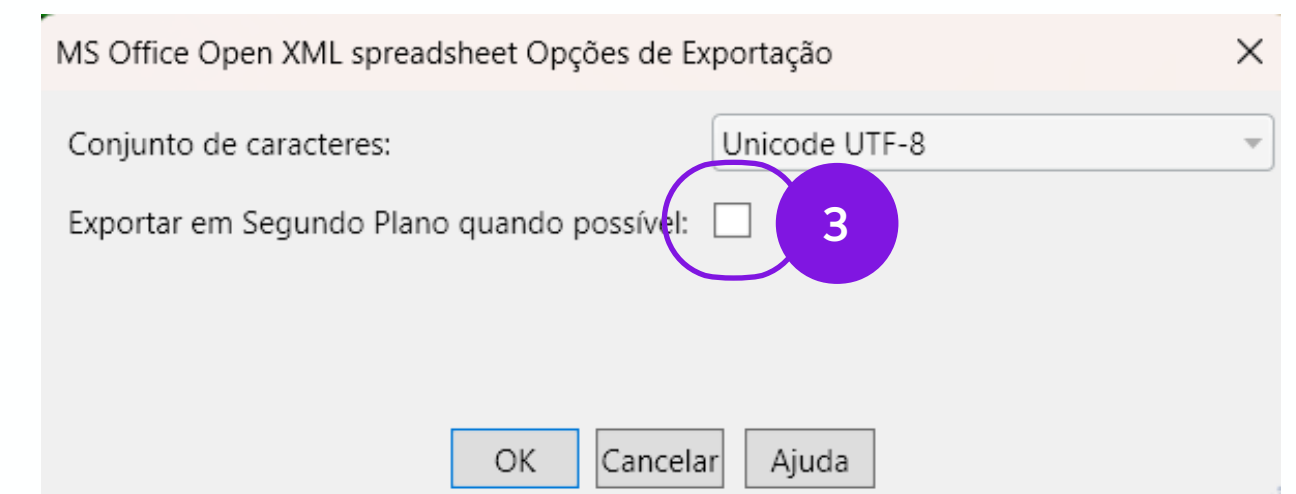 MS Office Open XML spreadsheet Opções de Exportação
Conjunto de caracteres: Unicode UTF-8
Exportar em Segundo Plano quando possível: 3
OK Cancelar Ajuda